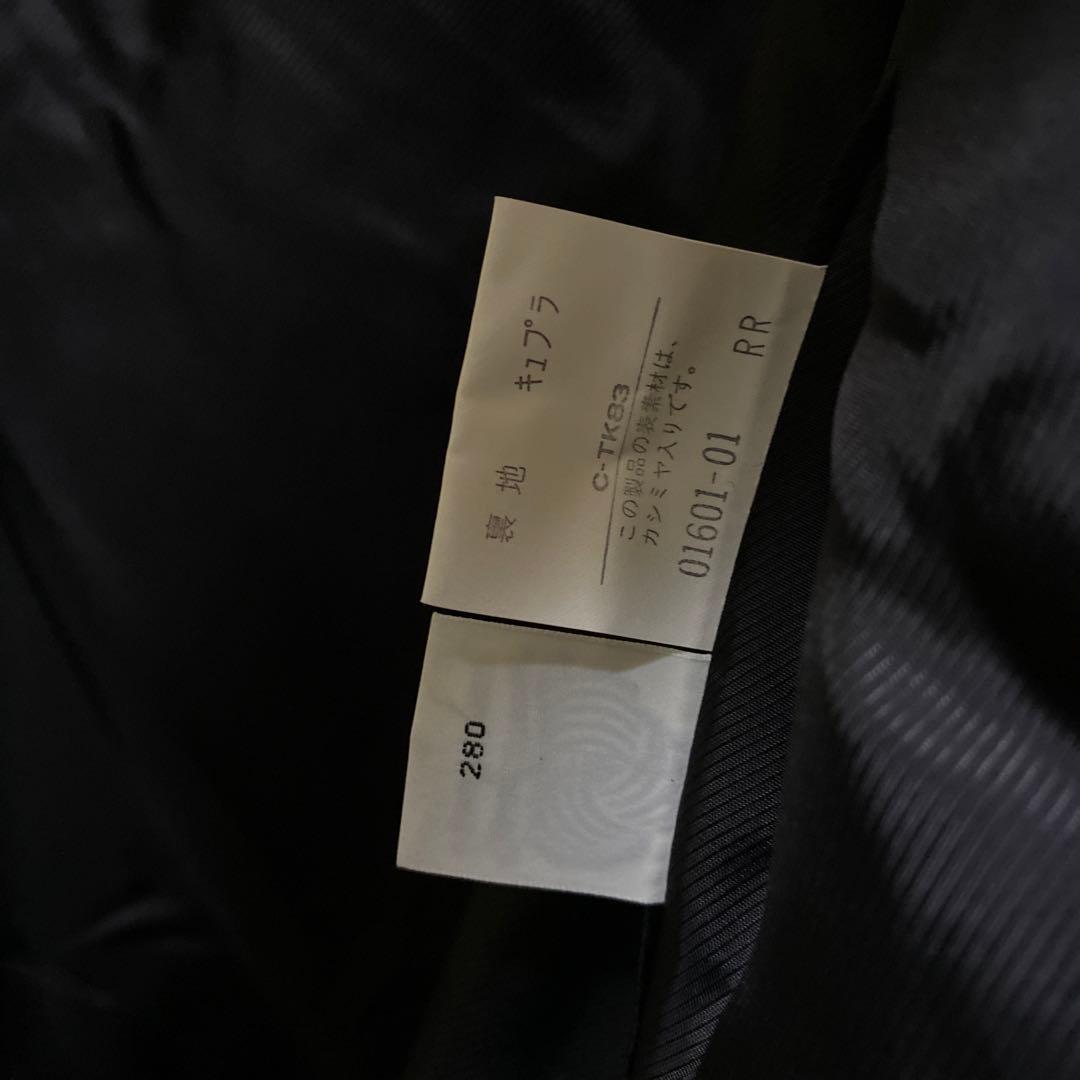 裏地 キュプラ
C-TK83
この製品の表素材は、
カシミヤ入りです。
01601-01 RR
280